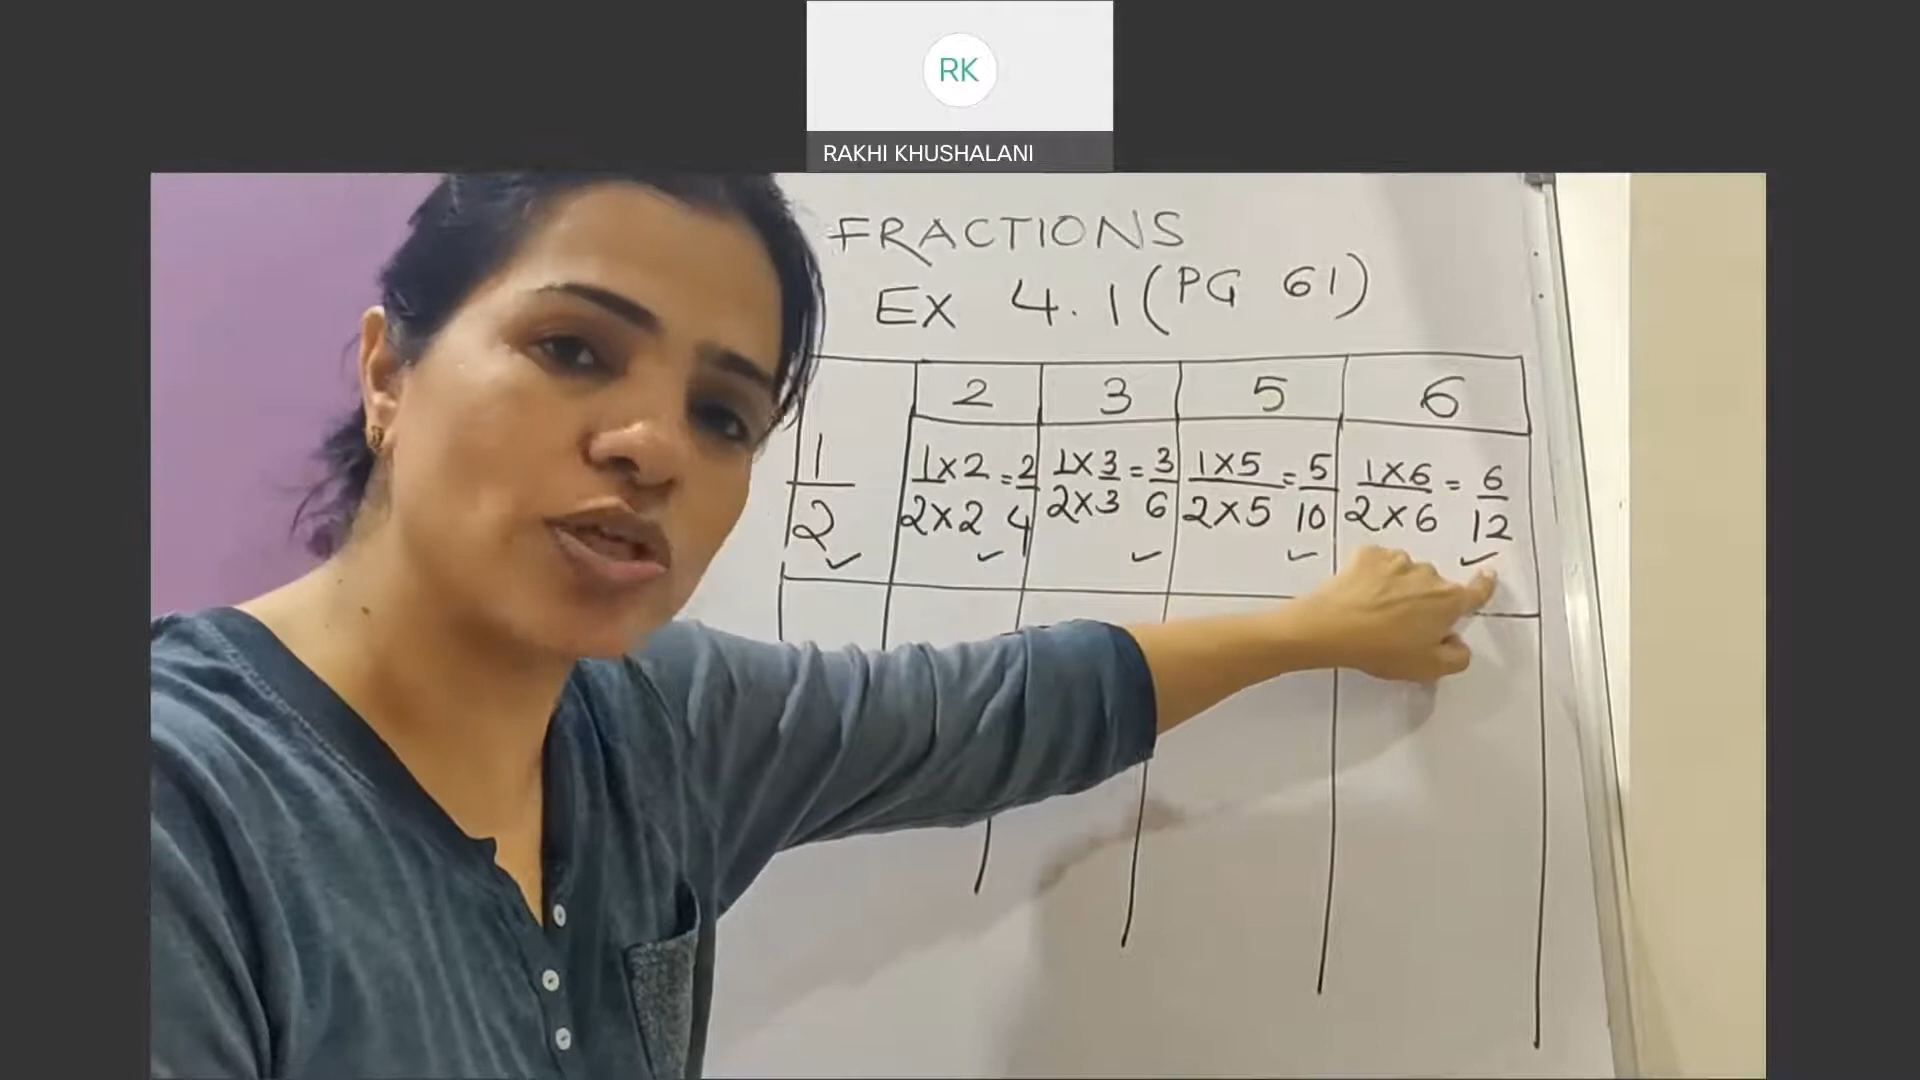 RK
RAKHI KHUSHALANI
FRACTIONS
EX 4.1 (PG 61)
2 3 5 6
1/2 ✓ 1×2/2×2 = 2/4 ✓ 1×3/2×3 = 3/6 ✓ 1×5/2×5 = 5/10 ✓ 1×6/2×6 = 6/12 ✓